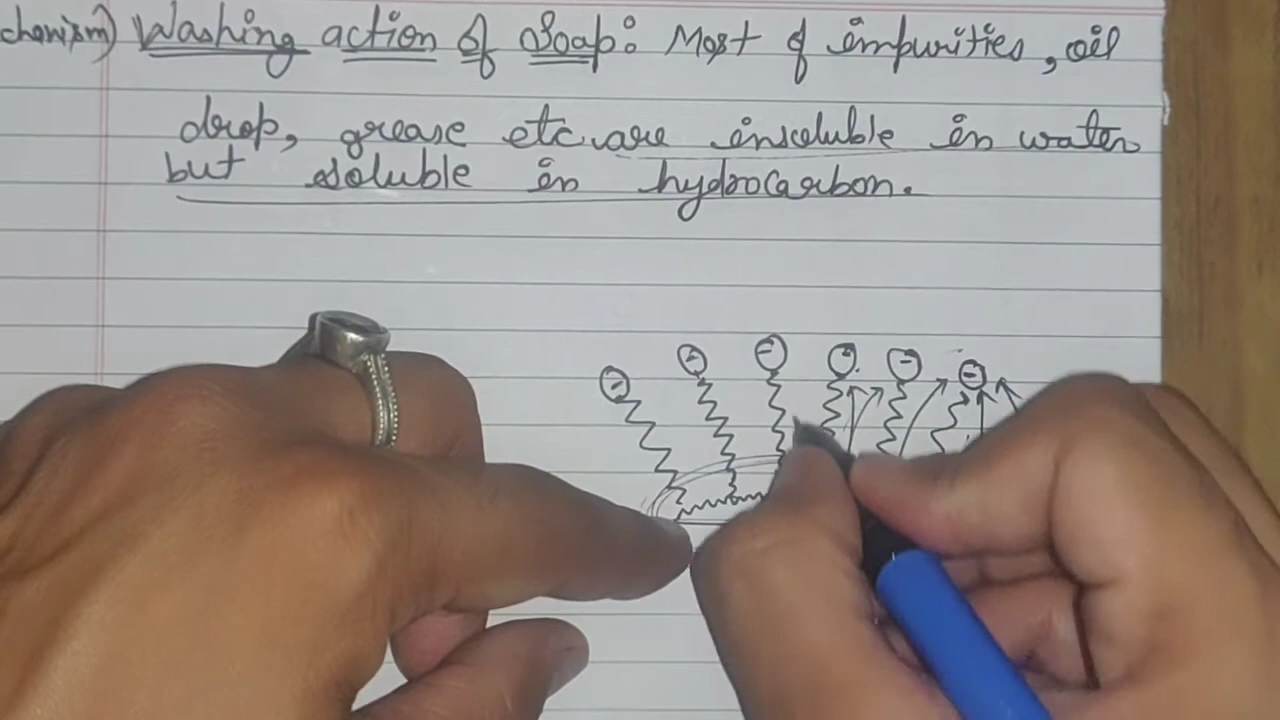 chanism) Washing action of Soap: Most of impurities, oil
drop, grease etc. are insoluble in water
but soluble in hydrocarbon.